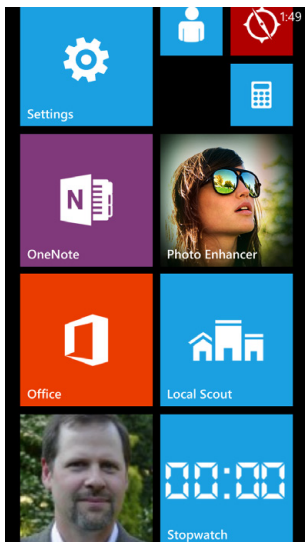 1:49
Settings
N
OneNote
Photo Enhancer
Office
Local Scout
00:00
Stopwatch